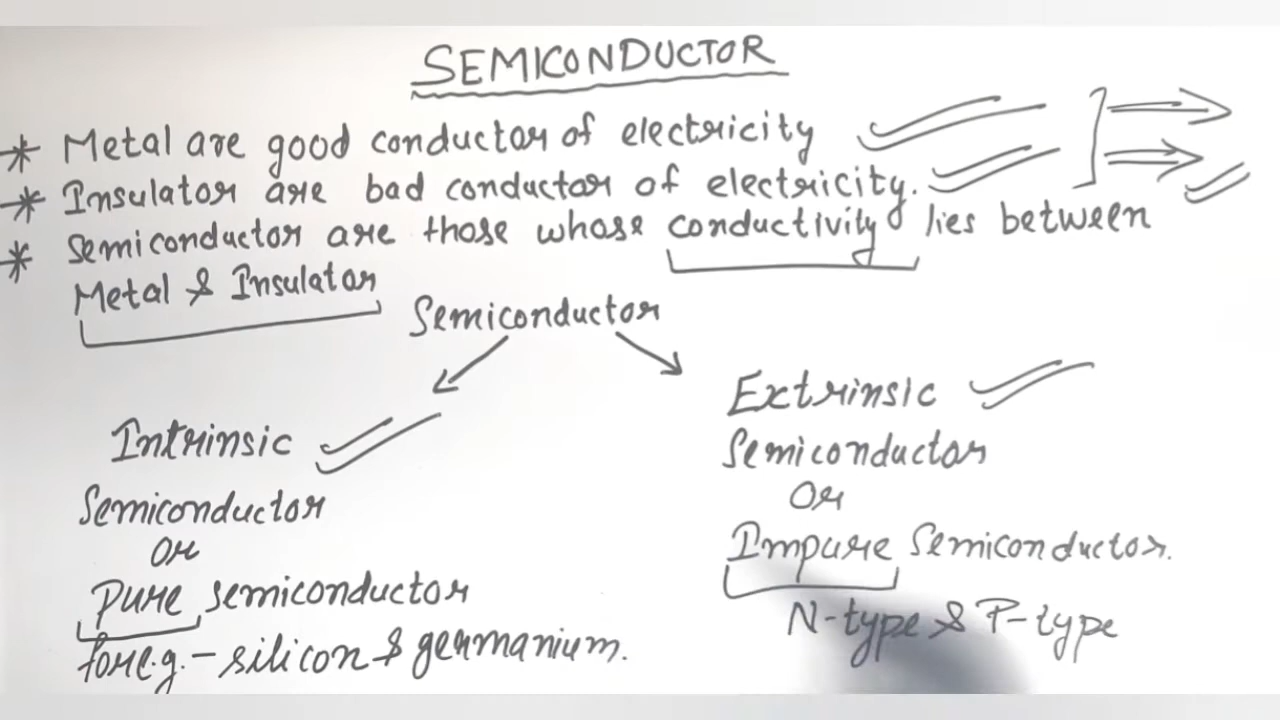 SEMICONDUCTOR
* Metal are good conductor of electricity
* Insulator are bad conductor of electricity.
* Semiconductor are those whose conductivity lies between
Metal & Insulator
Semiconductor
Intrinsic
Semiconductor
Or
Pure semiconductor
for e.g. - silicon & germanium.
Extrinsic
Semiconductor
Or
Impure Semiconductor.
N-type & P-type